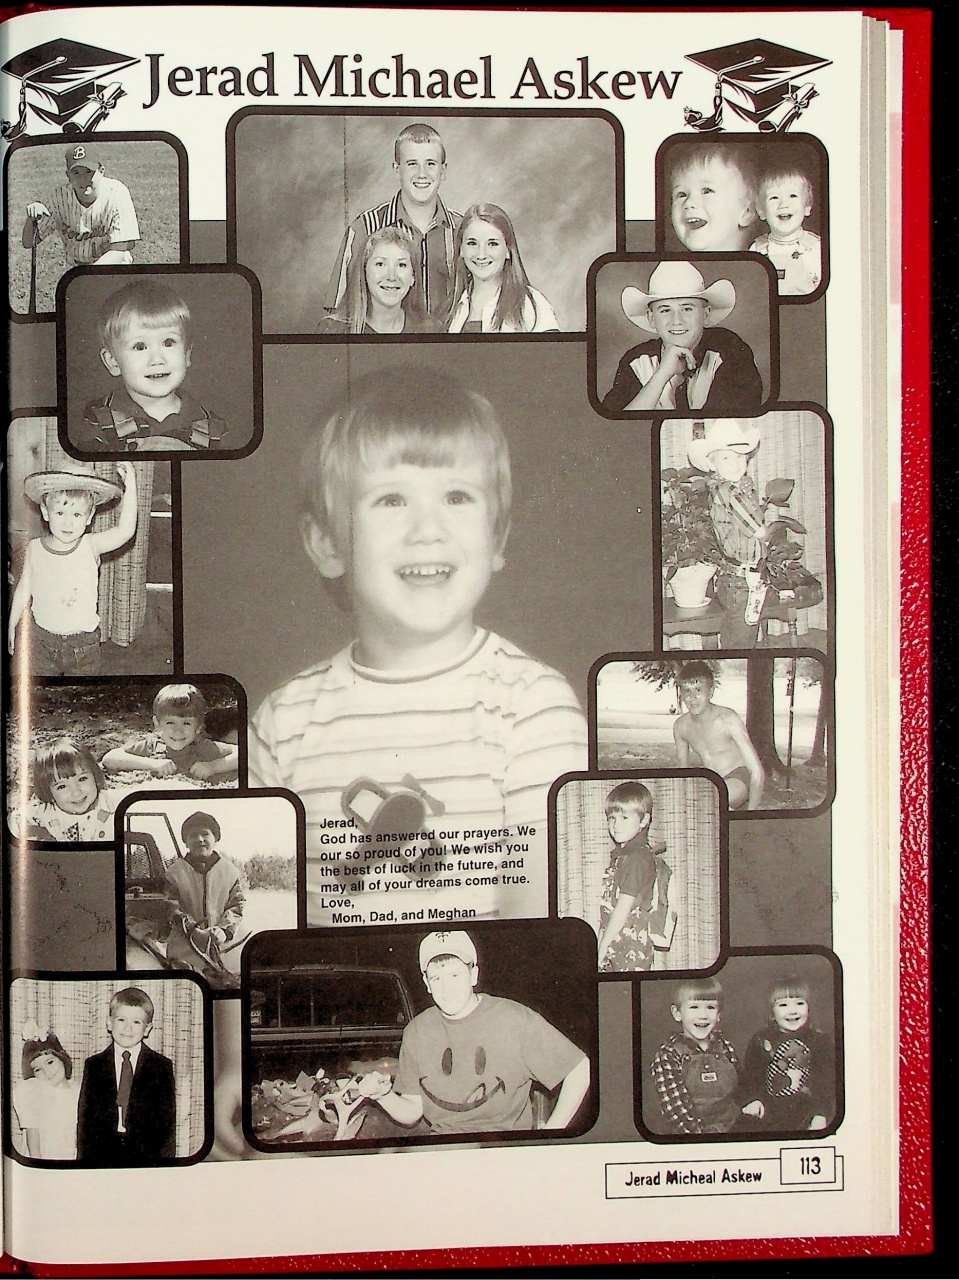 Jerad Michael Askew
B
Jerad,
God has answered our prayers. We
our so proud of you! We wish you
the best of luck in the future, and
may all of your dreams come true.
Love,
Mom, Dad, and Meghan
Jerad Micheal Askew
113